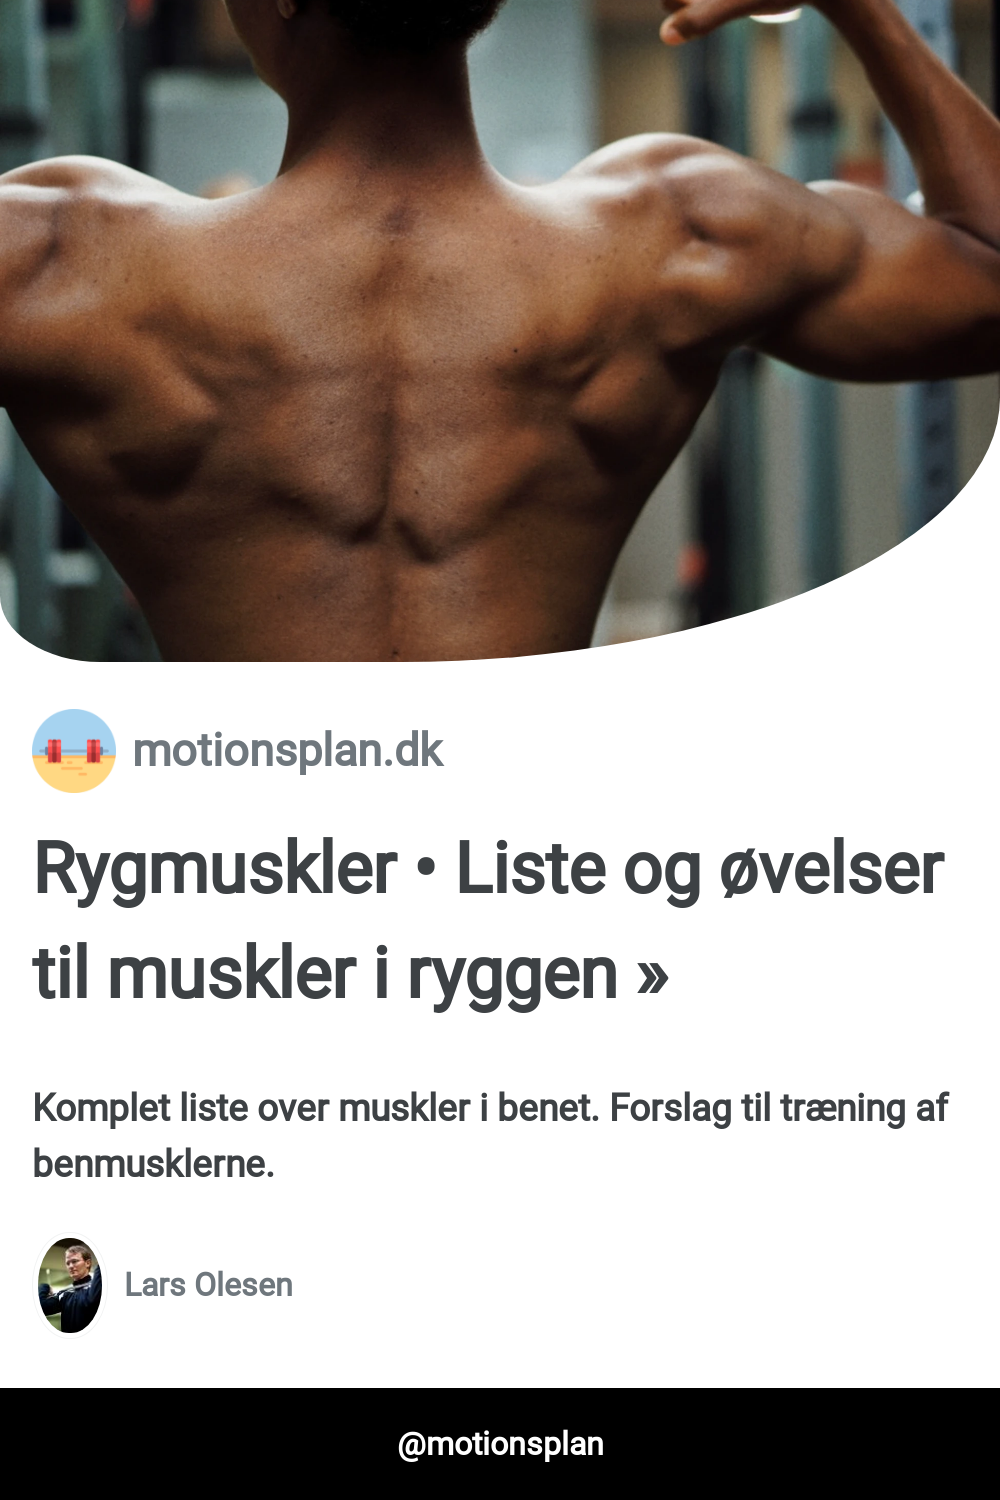 motionsplan.dk
Rygmuskler • Liste og øvelser
til muskler i ryggen »
Komplet liste over muskler i benet. Forslag til træning af
benmusklerne.
Lars Olesen
@motionsplan